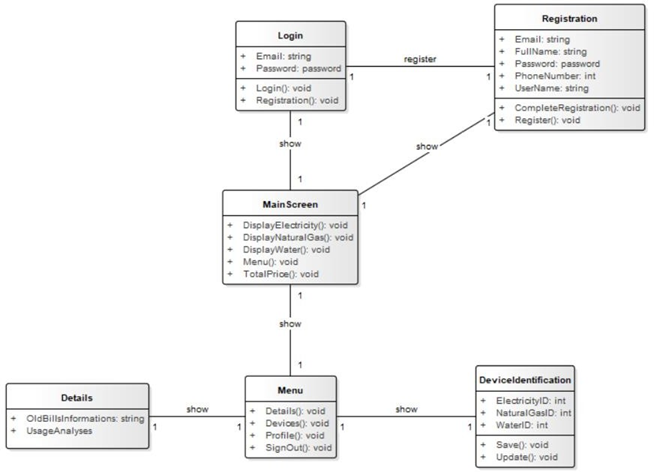 Login
+ Email: string
+ Password: password
+ Login(): void
+ Registration(): void
register
1
1
Registration
+ Email: string
+ FullName: string
+ Password: password
+ PhoneNumber: int
+ UserName: string
+ CompleteRegistration(): void
+ Register(): void
1
show
1
1
show
1
MainScreen
+ DisplayElectricity(): void
+ DisplayNaturalGas(): void
+ DisplayWater(): void
+ Menu(): void
+ TotalPrice(): void
1
show
1
Details
+ OldBillsInformations: string
+ UsageAnalyses
show
1
1
Menu
+ Details(): void
+ Devices(): void
+ Profile(): void
+ SignOut(): void
show
1
1
DeviceIdentification
+ ElectricityID: int
+ NaturalGasID: int
+ WaterID: int
+ Save(): void
+ Update(): void